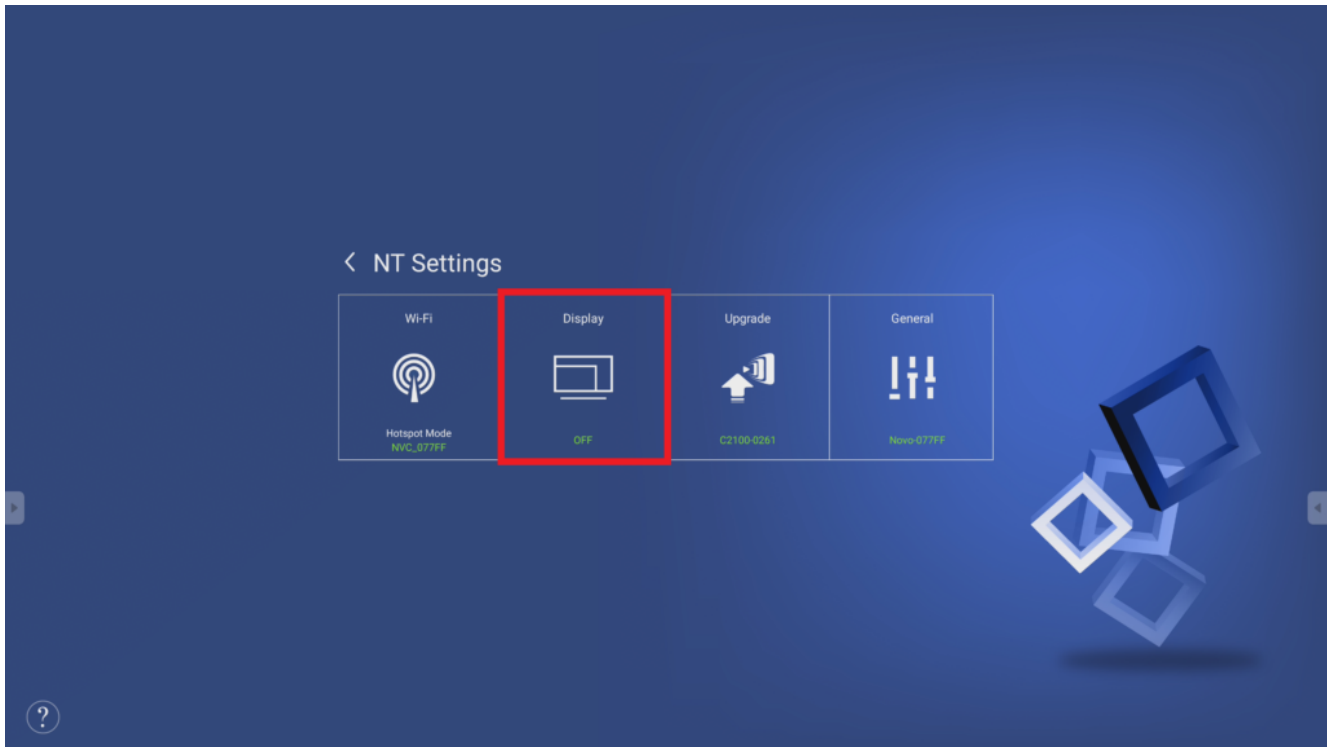 NT Settings
Wi-Fi
Hotspot Mode
NVC_077FF
Display
OFF
Upgrade
C2100-0261
General
Novo-077FF
?